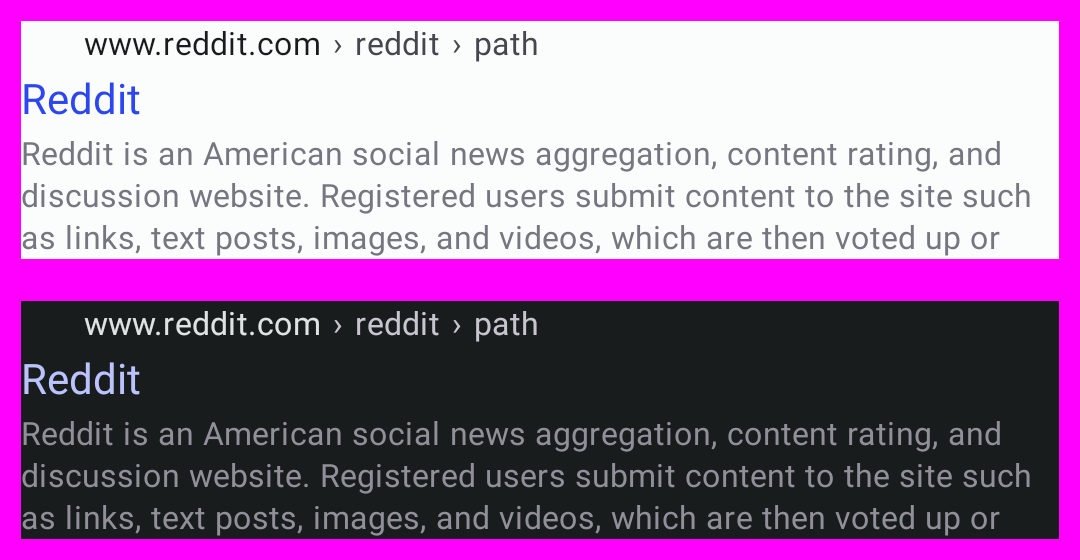 www.reddit.com › reddit › path
Reddit
Reddit is an American social news aggregation, content rating, and
discussion website. Registered users submit content to the site such
as links, text posts, images, and videos, which are then voted up or
www.reddit.com › reddit › path
Reddit
Reddit is an American social news aggregation, content rating, and
discussion website. Registered users submit content to the site such
as links, text posts, images, and videos, which are then voted up or